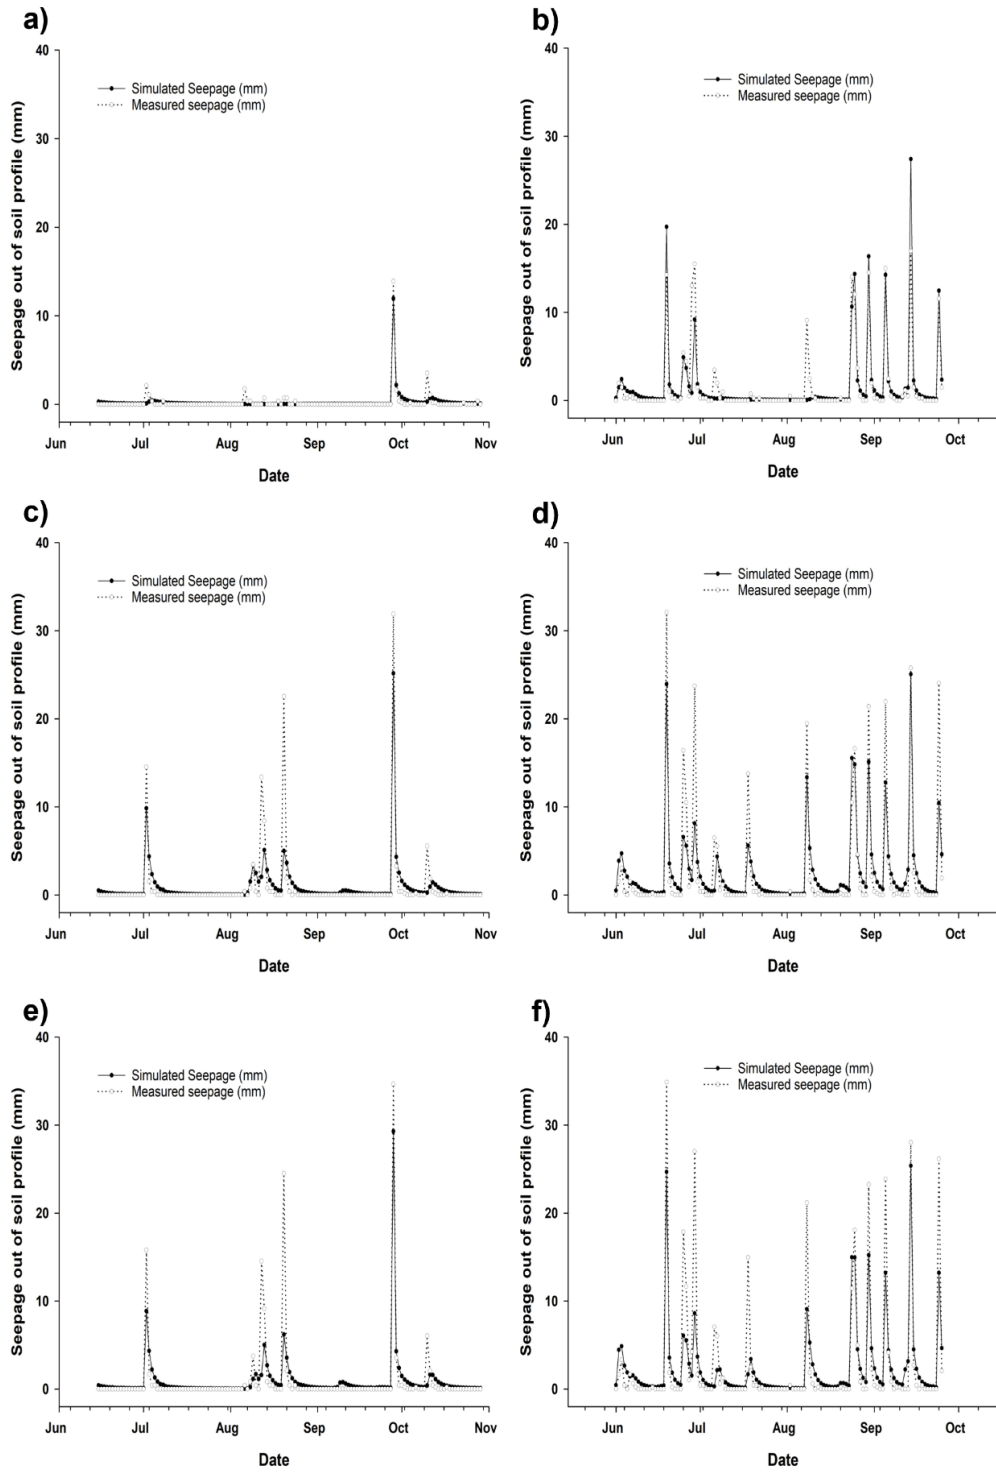 a)
40
30
20
10
0
Seepage out of soil profile (mm)
Simulated Seepage (mm)
Measured seepage (mm)
Jun Jul Aug Sep Oct Nov
Date
b)
40
30
20
10
0
Seepage out of soil profile (mm)
Simulated Seepage (mm)
Measured seepage (mm)
Jun Jul Aug Sep Oct
Date
c)
40
30
20
10
0
Seepage out of soil profile (mm)
Simulated Seepage (mm)
Measured seepage (mm)
Jun Jul Aug Sep Oct Nov
Date
d)
40
30
20
10
0
Seepage out of soil profile (mm)
Simulated Seepage (mm)
Measured seepage (mm)
Jun Jul Aug Sep Oct
Date
e)
40
30
20
10
0
Seepage out of soil profile (mm)
Simulated Seepage (mm)
Measured seepage (mm)
Jun Jul Aug Sep Oct Nov
Date
f)
40
30
20
10
0
Seepage out of soil profile (mm)
Simulated Seepage (mm)
Measured seepage (mm)
Jun Jul Aug Sep Oct
Date